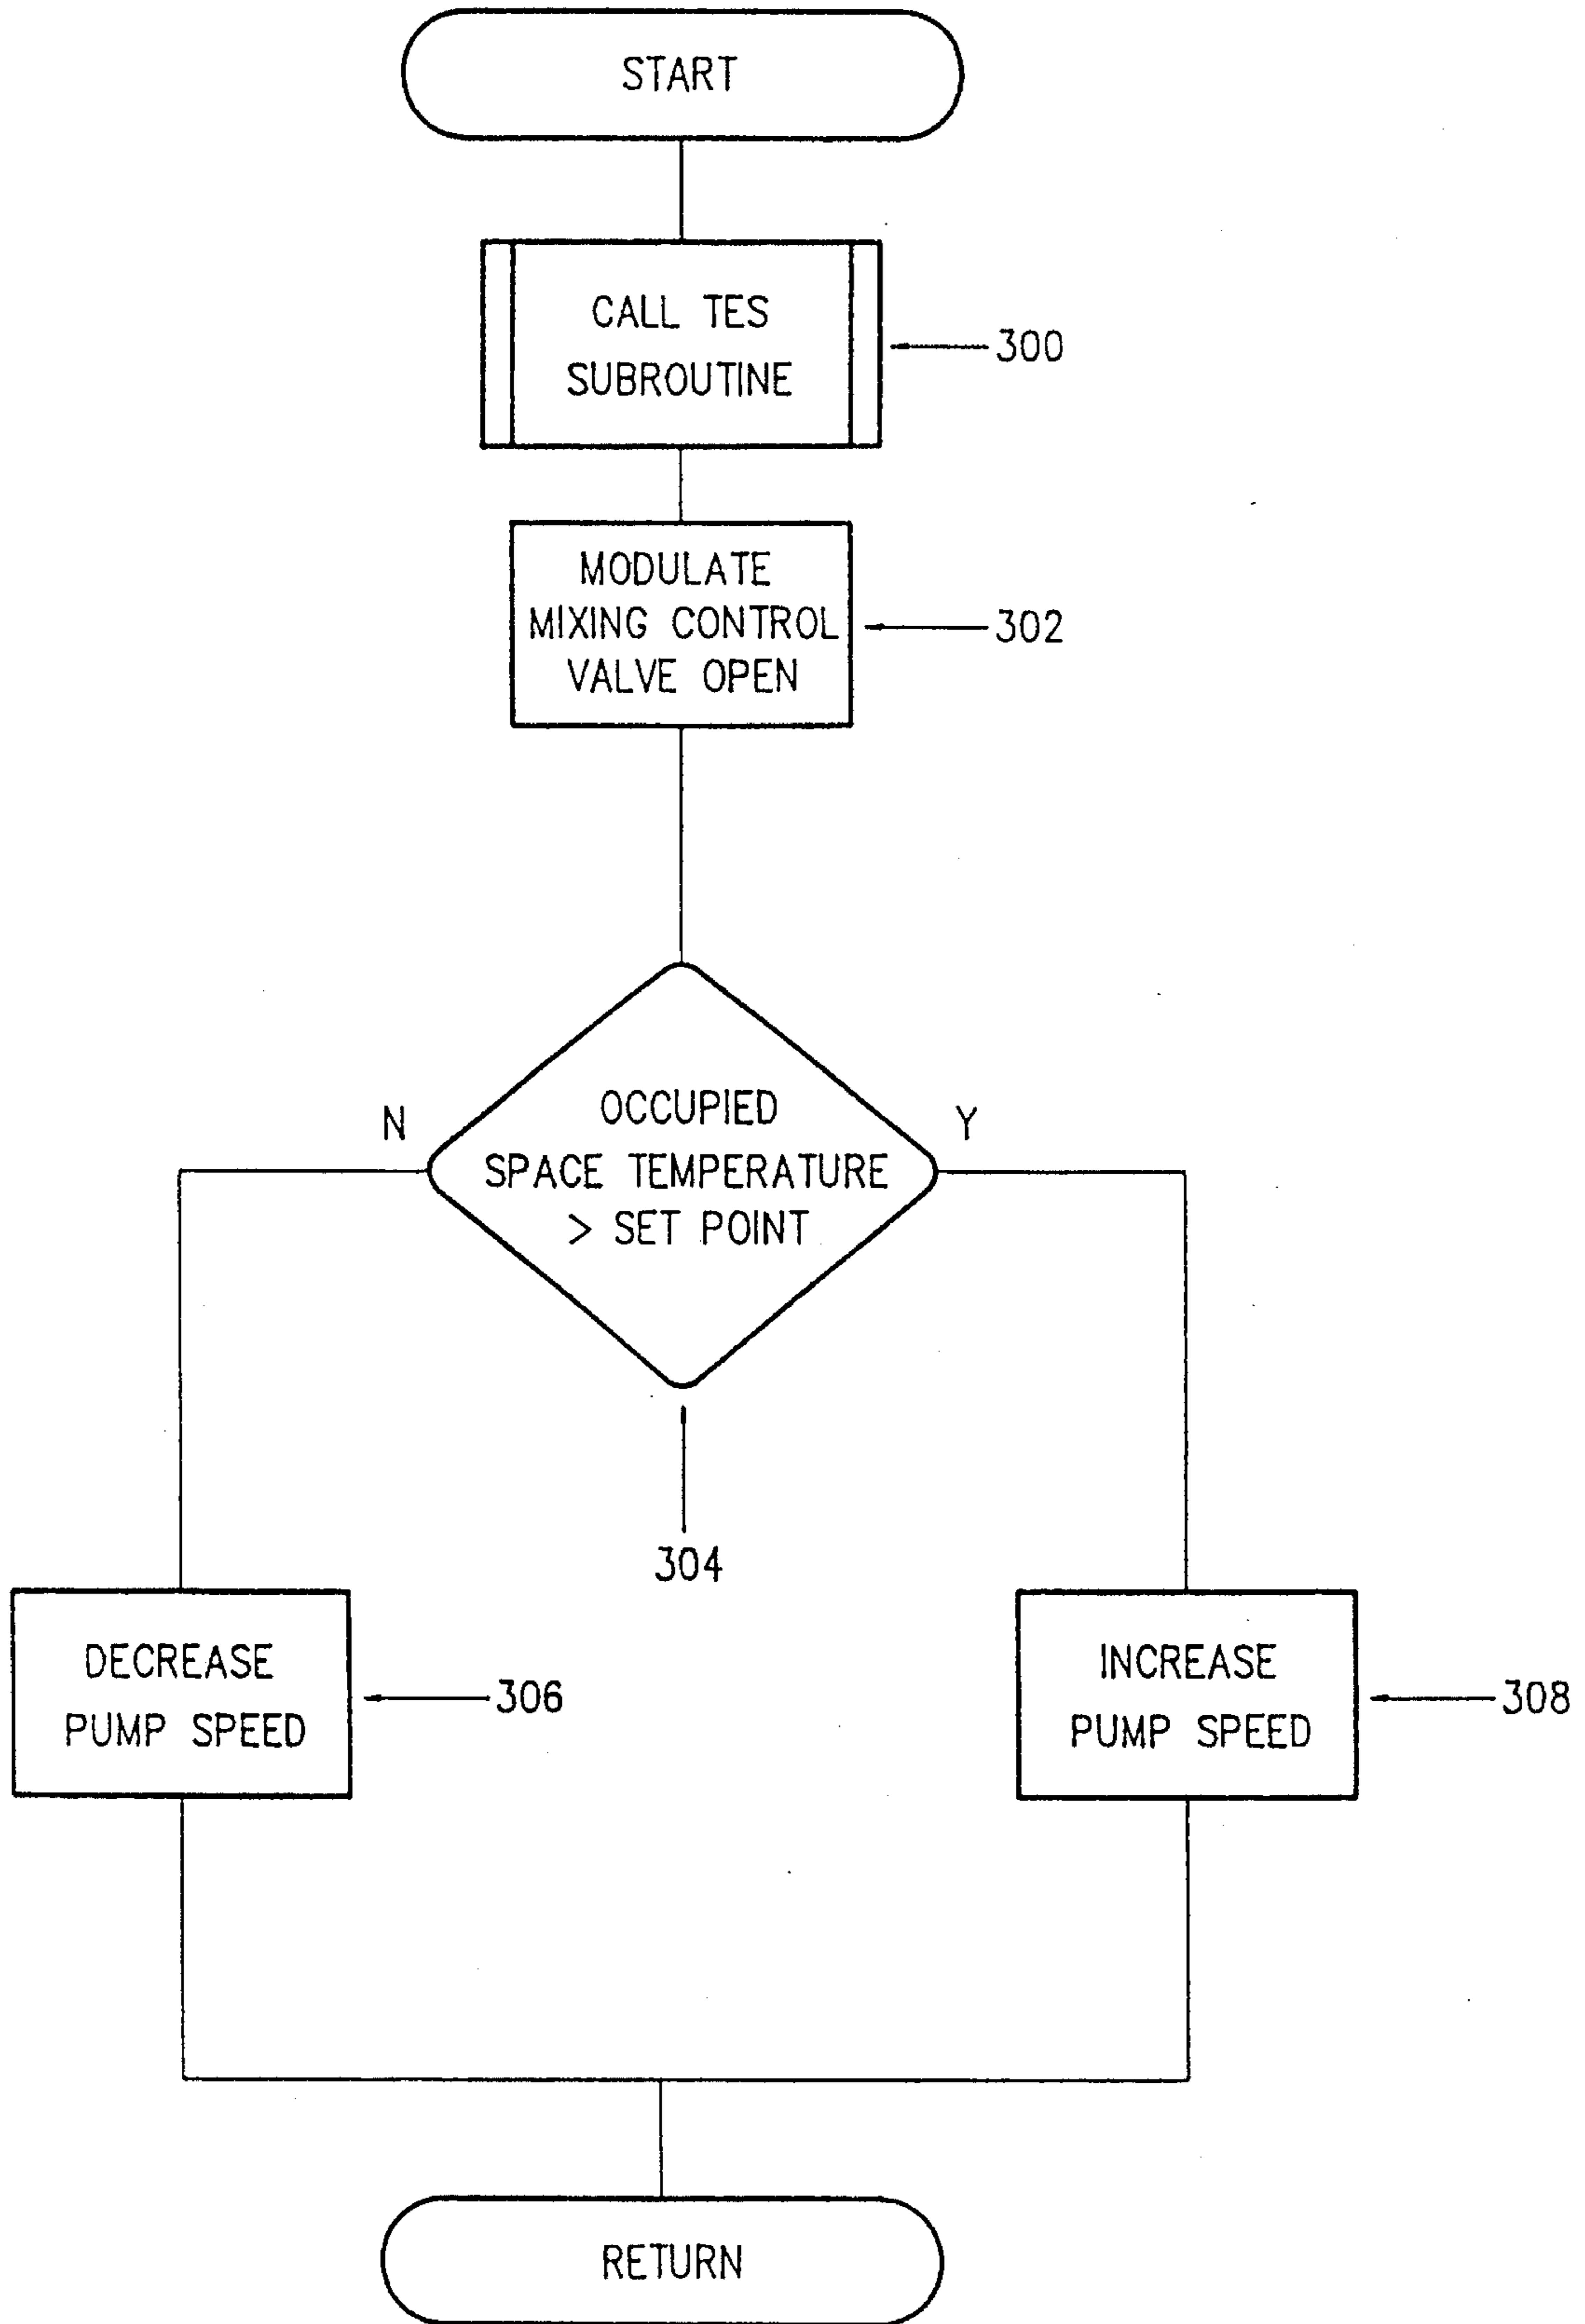 START
CALL TES
SUBROUTINE
300
MODULATE
MIXING CONTROL
VALVE OPEN
302
N
OCCUPIED
SPACE TEMPERATURE
> SET POINT
Y
304
DECREASE
PUMP SPEED
306
INCREASE
PUMP SPEED
308
RETURN